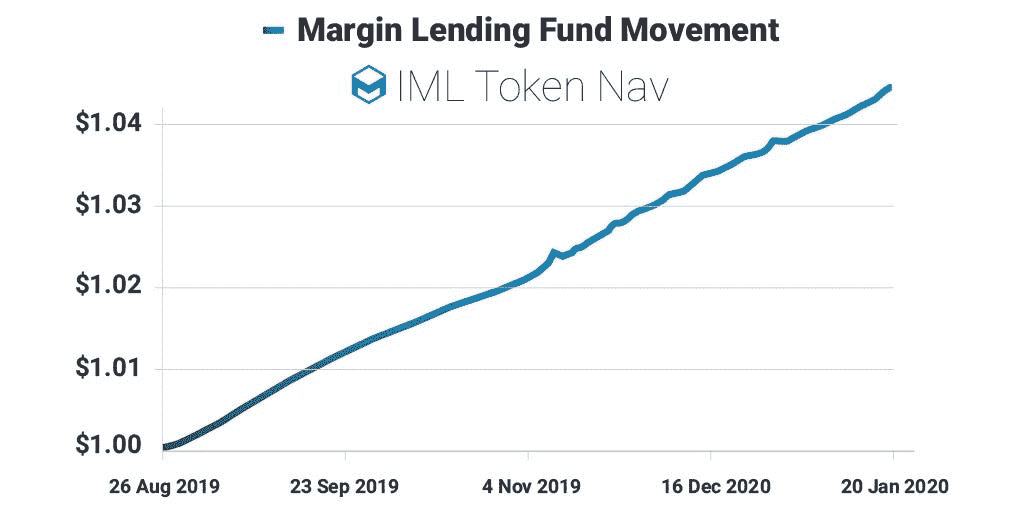 Margin Lending Fund Movement
IML Token Nav
$1.04
$1.03
$1.02
$1.01
$1.00
26 Aug 2019
23 Sep 2019
4 Nov 2019
16 Dec 2020
20 Jan 2020